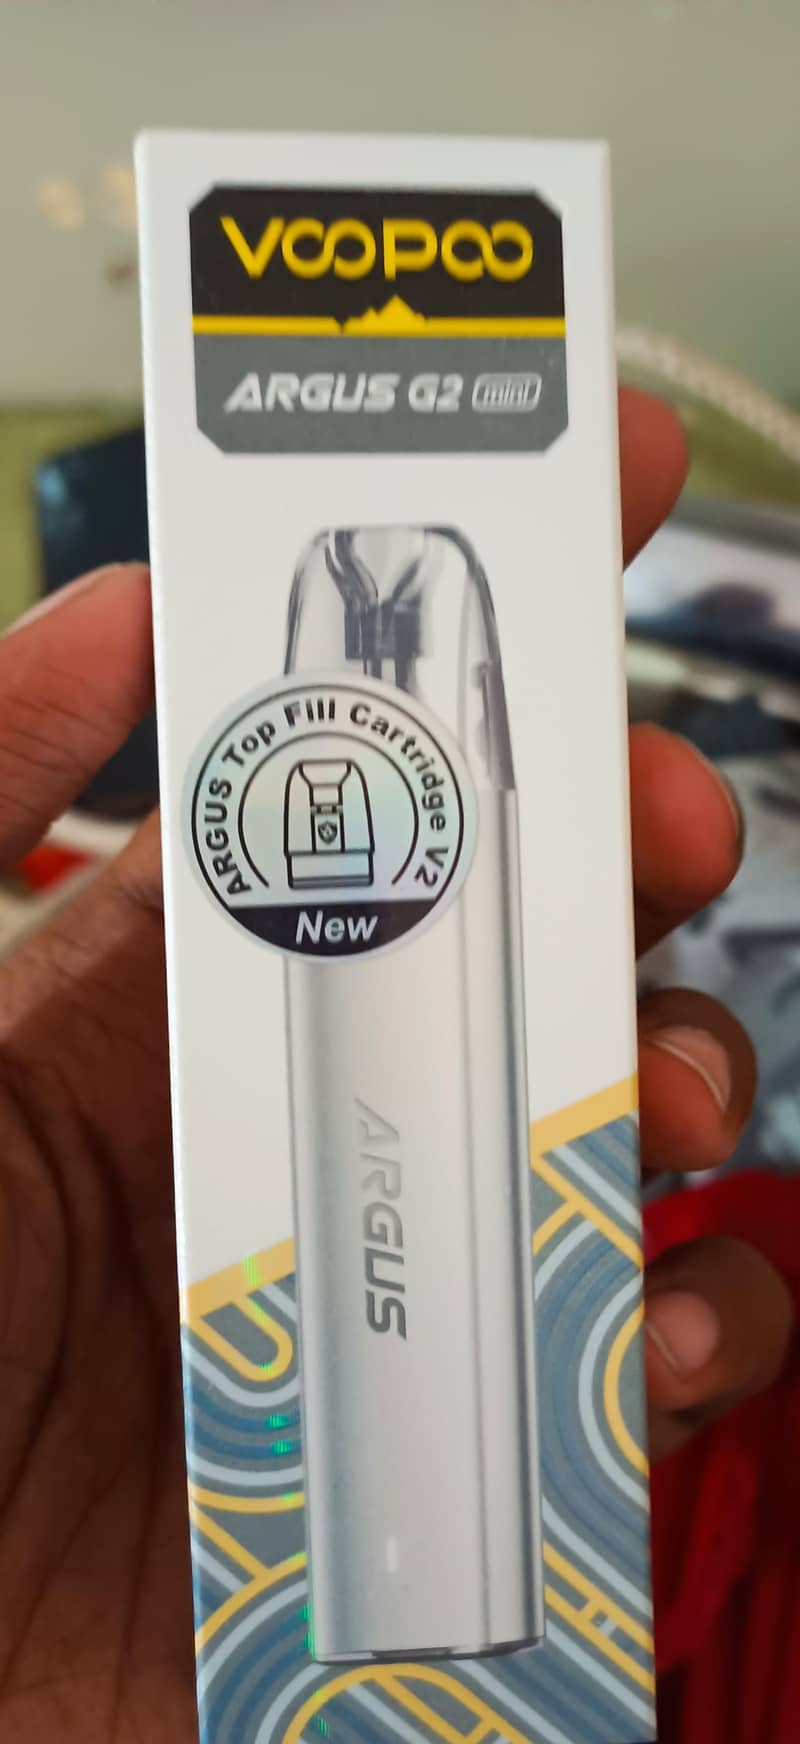 VOOPOO
ARGUS G2 mini
ARGUS Top Fill Cartridge V2
New
ARGUS